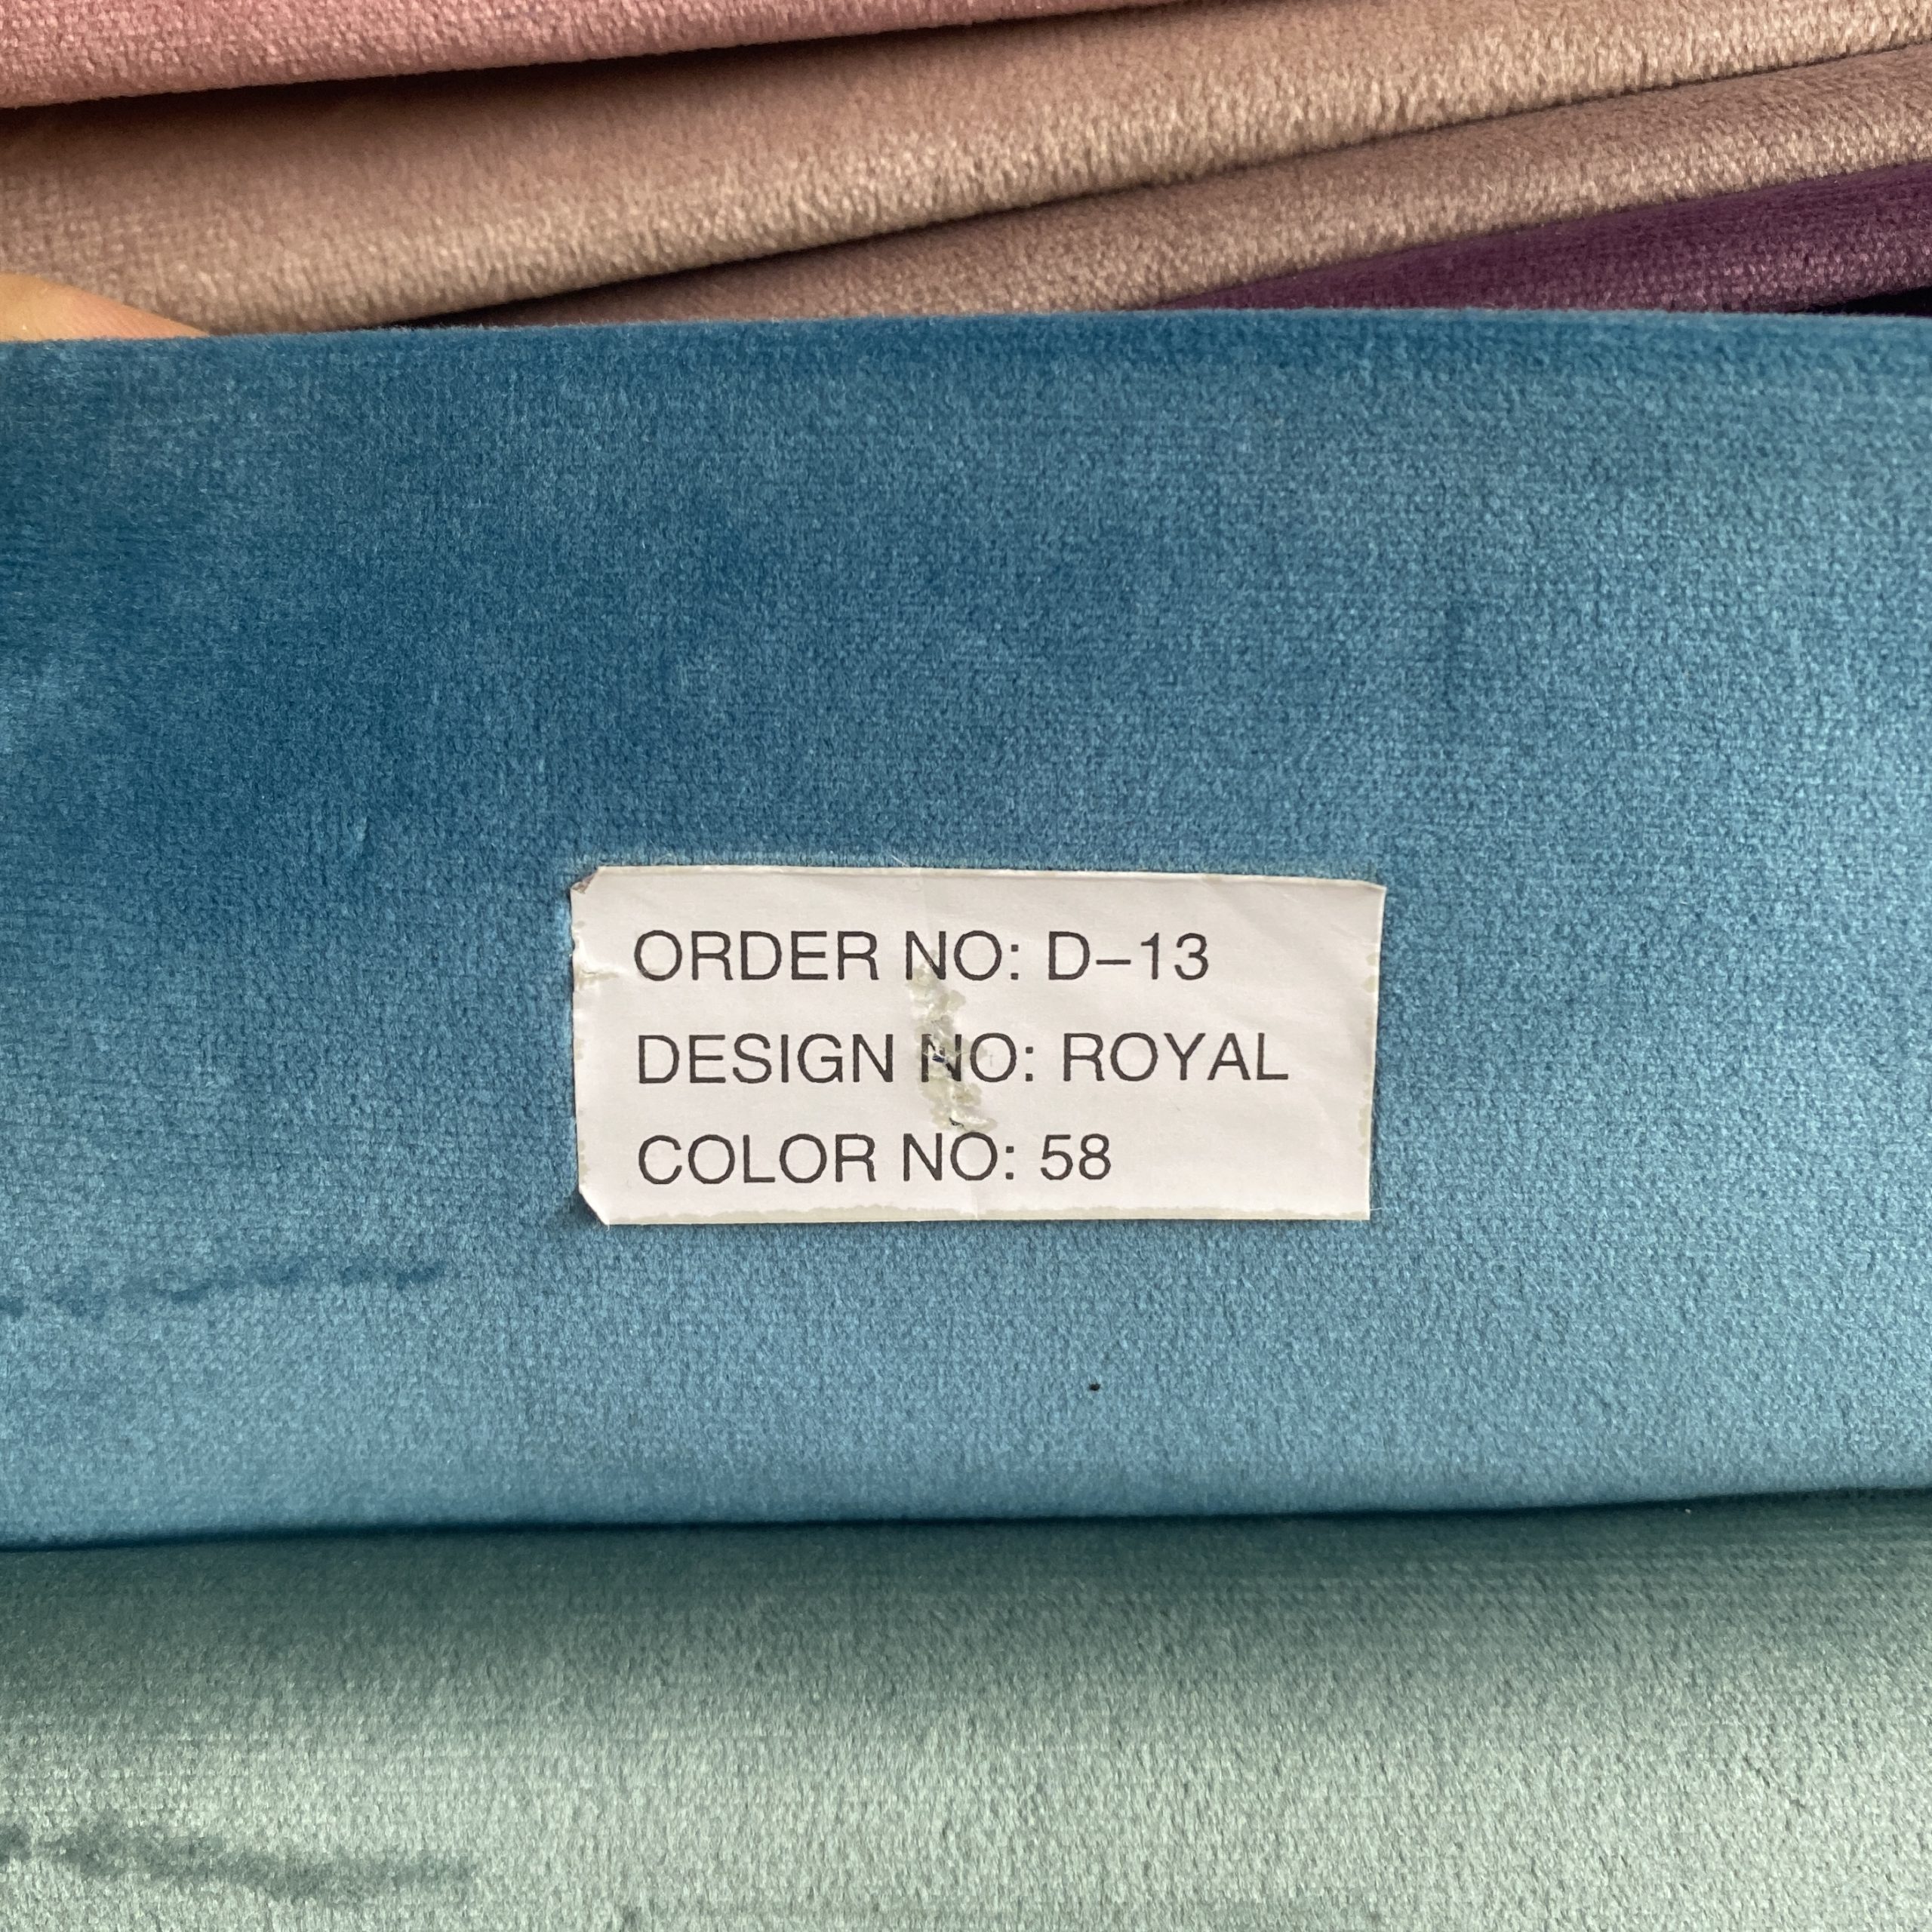 ORDER NO: D–13
DESIGN NO: ROYAL
COLOR NO: 58